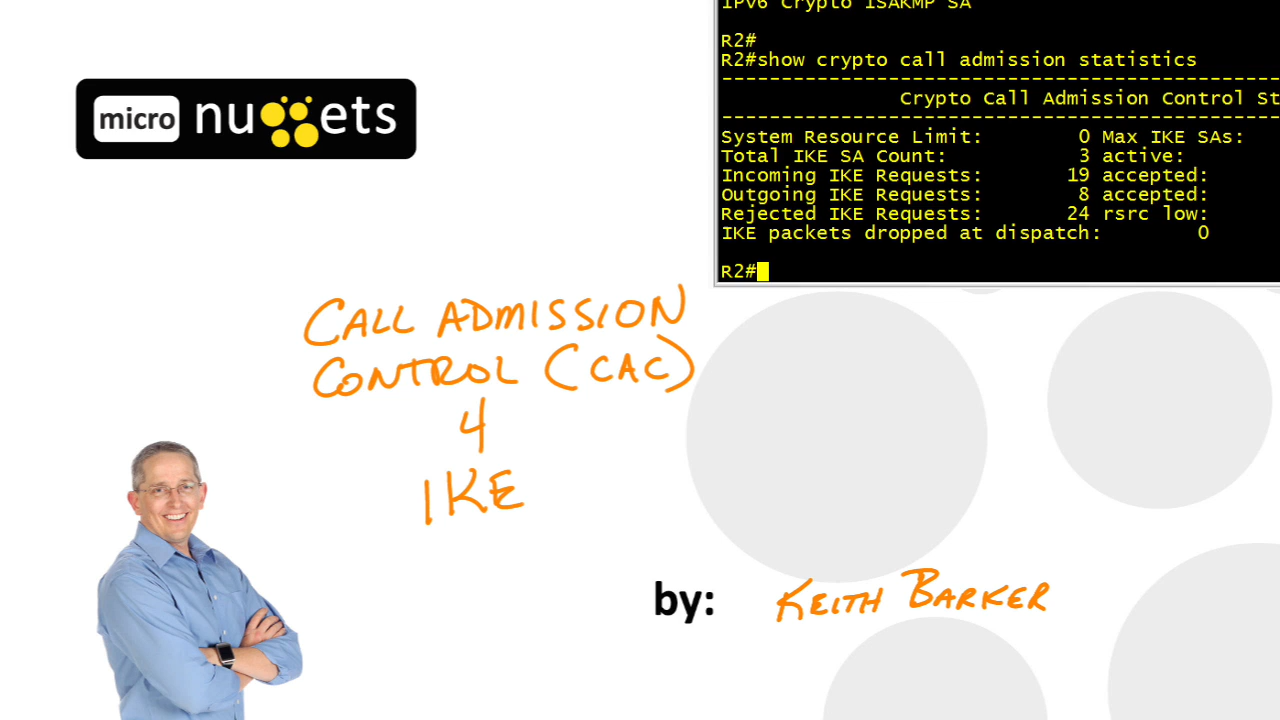 IPv6 Crypto ISAKMP SA
R2#
R2#show crypto call admission statistics
---------------------------------------------------------------
Crypto Call Admission Control St
---------------------------------------------------------------
System Resource Limit: 0 Max IKE SAs:
Total IKE SA Count: 3 active:
Incoming IKE Requests: 19 accepted:
Outgoing IKE Requests: 8 accepted:
Rejected IKE Requests: 24 rsrc low:
IKE packets dropped at dispatch: 0
R2#
micro nuggets
CALL ADMISSION
CONTROL (CAC)
4
IKE
by: KEITH BARKER